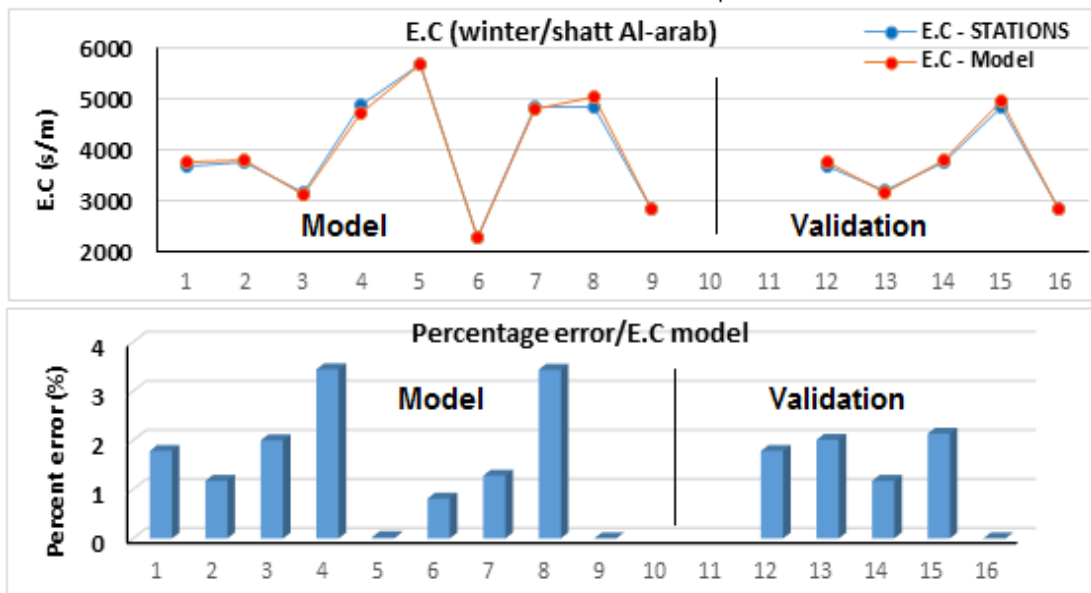 E.C (winter/shatt Al-arab)
E.C - STATIONS
E.C - Model
6000
5000
4000
3000
2000
E.C (s/m)
Model
Validation
1 2 3 4 5 6 7 8 9 10 11 12 13 14 15 16
Percentage error/E.C model
4
3
2
1
0
Percent error (%)
Model
Validation
1 2 3 4 5 6 7 8 9 10 11 12 13 14 15 16